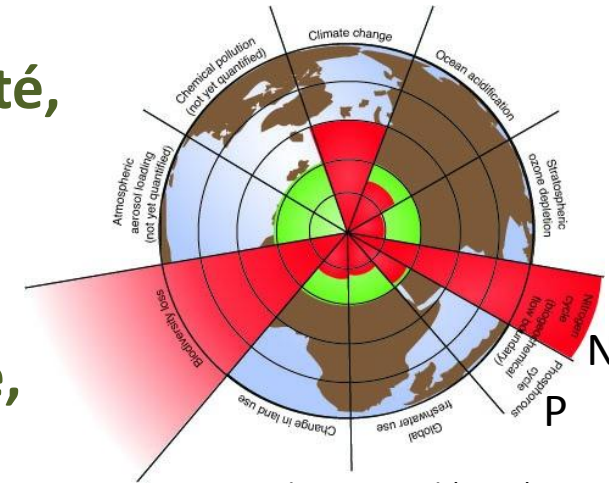 té,
e,
Climate change
Ocean acidification
Stratospheric
ozone depletion
Nitrogen
cycle
(biogeochemical
flow boundary)
Phosphorous
cycle
N
P
Global
freshwater use
Change in land use
Biodiversity loss
Atmospheric
aerosol loading
(not yet quantified)
Chemical pollution
(not yet quantified)